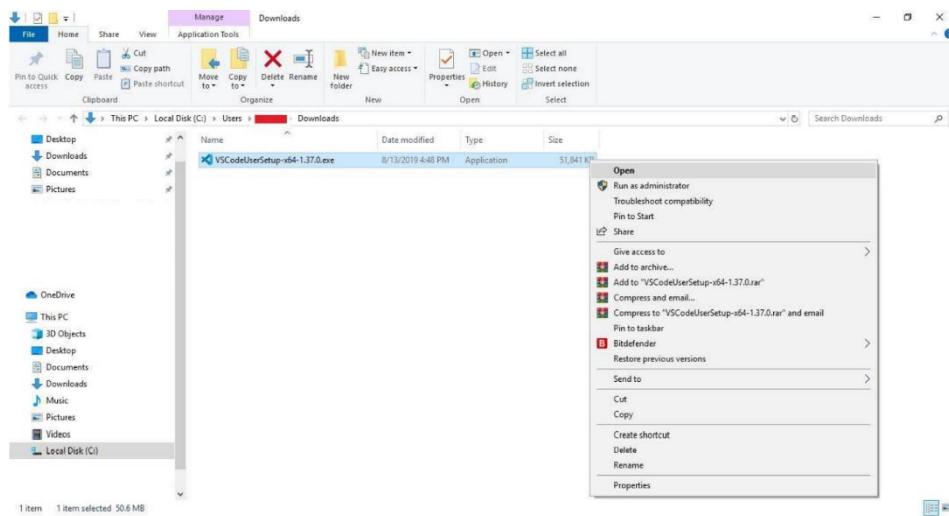 Manage
Downloads
File
Home
Share
View
Application Tools
Pin to Quick access
Copy
Paste
Cut
Copy path
Paste shortcut
Clipboard
Move to
Copy to
Delete
Rename
Organize
New folder
New item
Easy access
New
Properties
Open
Edit
History
Open
Select all
Select none
Invert selection
Select
This PC
Local Disk (C:)
Users
Downloads
Search Downloads
Desktop
Downloads
Documents
Pictures
OneDrive
This PC
3D Objects
Desktop
Documents
Downloads
Music
Pictures
Videos
Local Disk (C:)
Name
Date modified
Type
Size
VSCodeUserSetup-x64-1.37.0.exe
8/13/2019 4:48 PM
Application
51,841 KB
Open
Run as administrator
Troubleshoot compatibility
Pin to Start
Share
Give access to
Add to archive...
Add to "VSCodeUserSetup-x64-1.37.0.rar"
Compress and email...
Compress to "VSCodeUserSetup-x64-1.37.0.rar" and email
Pin to taskbar
B Bitdefender
Restore previous versions
Send to
Cut
Copy
Create shortcut
Delete
Rename
Properties
1 item
1 item selected 50.6 MB